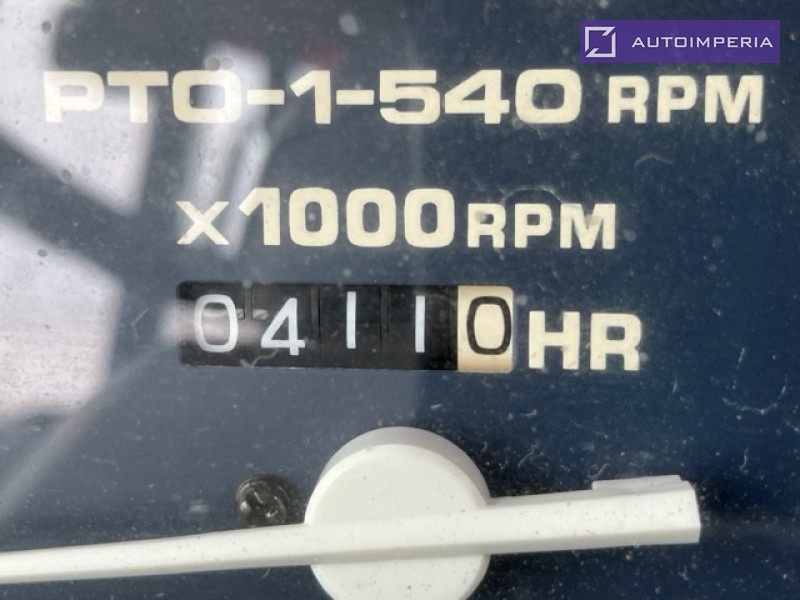 AUTOIMPERIA
PTO-1-540 RPM
x1000 RPM
04110 HR